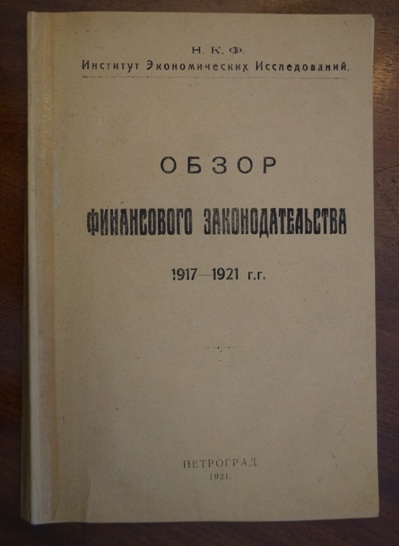 Н. К. Ф.
Институт Экономических Исследований.
ОБЗОР
ФИНАНСОВОГО ЗАКОНОДАТЕЛЬСТВА
1917—1921 г.г.
ПЕТРОГРАД
1921.